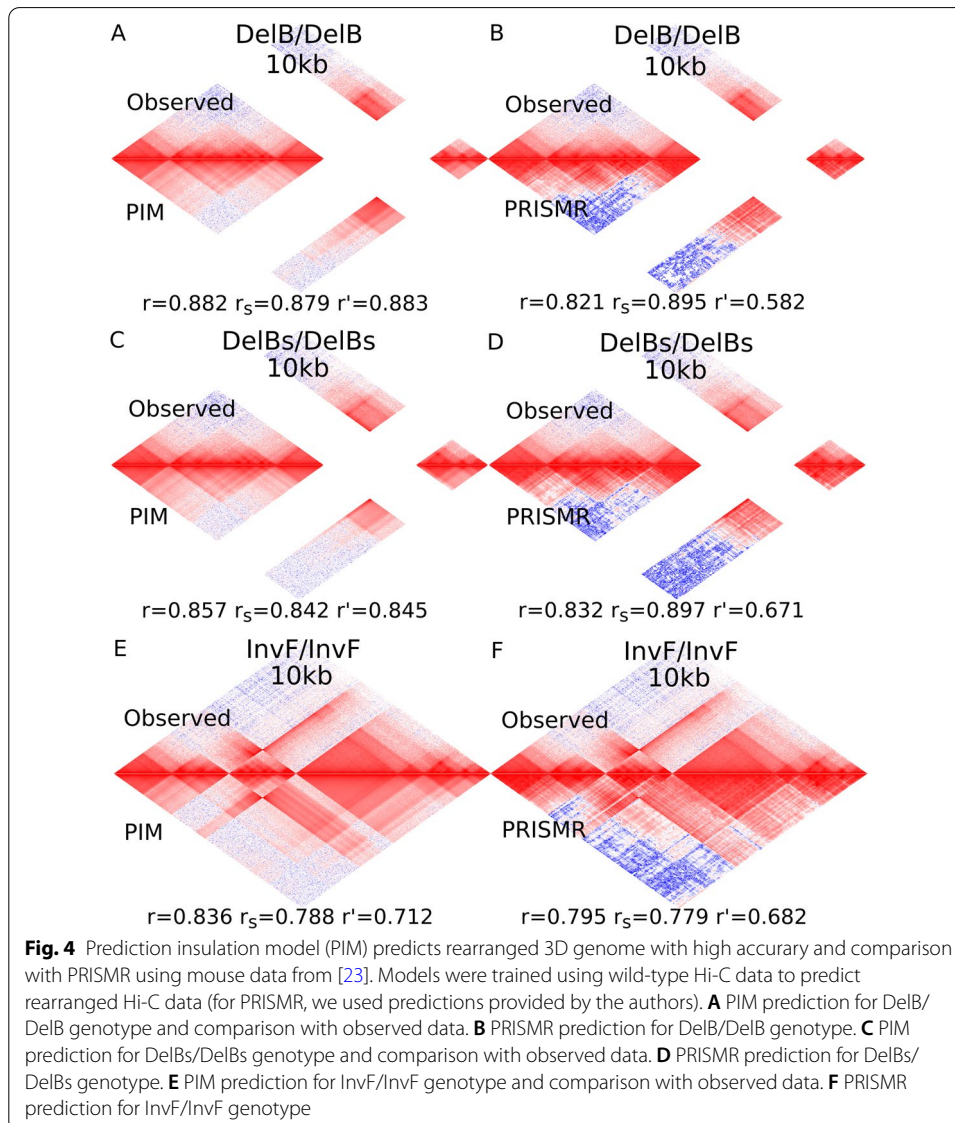 A
DelB/DelB
10kb
Observed
PIM
r=0.882 rs=0.879 r'=0.883
B
DelB/DelB
10kb
Observed
PRISMR
r=0.821 rs=0.895 r'=0.582
C
DelBs/DelBs
10kb
Observed
PIM
r=0.857 rs=0.842 r'=0.845
D
DelBs/DelBs
10kb
Observed
PRISMR
r=0.832 rs=0.897 r'=0.671
E
InvF/InvF
10kb
Observed
PIM
r=0.836 rs=0.788 r'=0.712
F
InvF/InvF
10kb
Observed
PRISMR
r=0.795 rs=0.779 r'=0.682
Fig. 4 Prediction insulation model (PIM) predicts rearranged 3D genome with high accurary and comparison
with PRISMR using mouse data from [23]. Models were trained using wild-type Hi-C data to predict
rearranged Hi-C data (for PRISMR, we used predictions provided by the authors). A PIM prediction for DelB/
DelB genotype and comparison with observed data. B PRISMR prediction for DelB/DelB genotype. C PIM
prediction for DelBs/DelBs genotype and comparison with observed data. D PRISMR prediction for DelBs/
DelBs genotype. E PIM prediction for InvF/InvF genotype and comparison with observed data. F PRISMR
prediction for InvF/InvF genotype